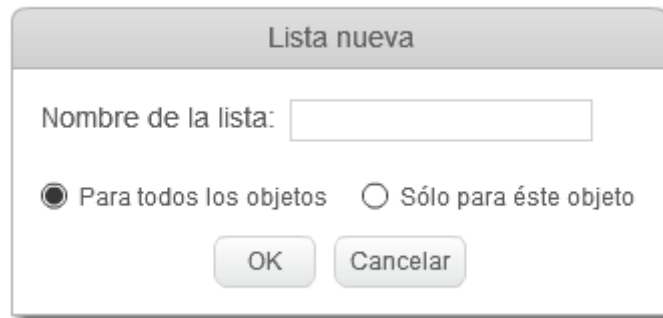 Lista nueva
Nombre de la lista:
Para todos los objetos Sólo para éste objeto
OK Cancelar